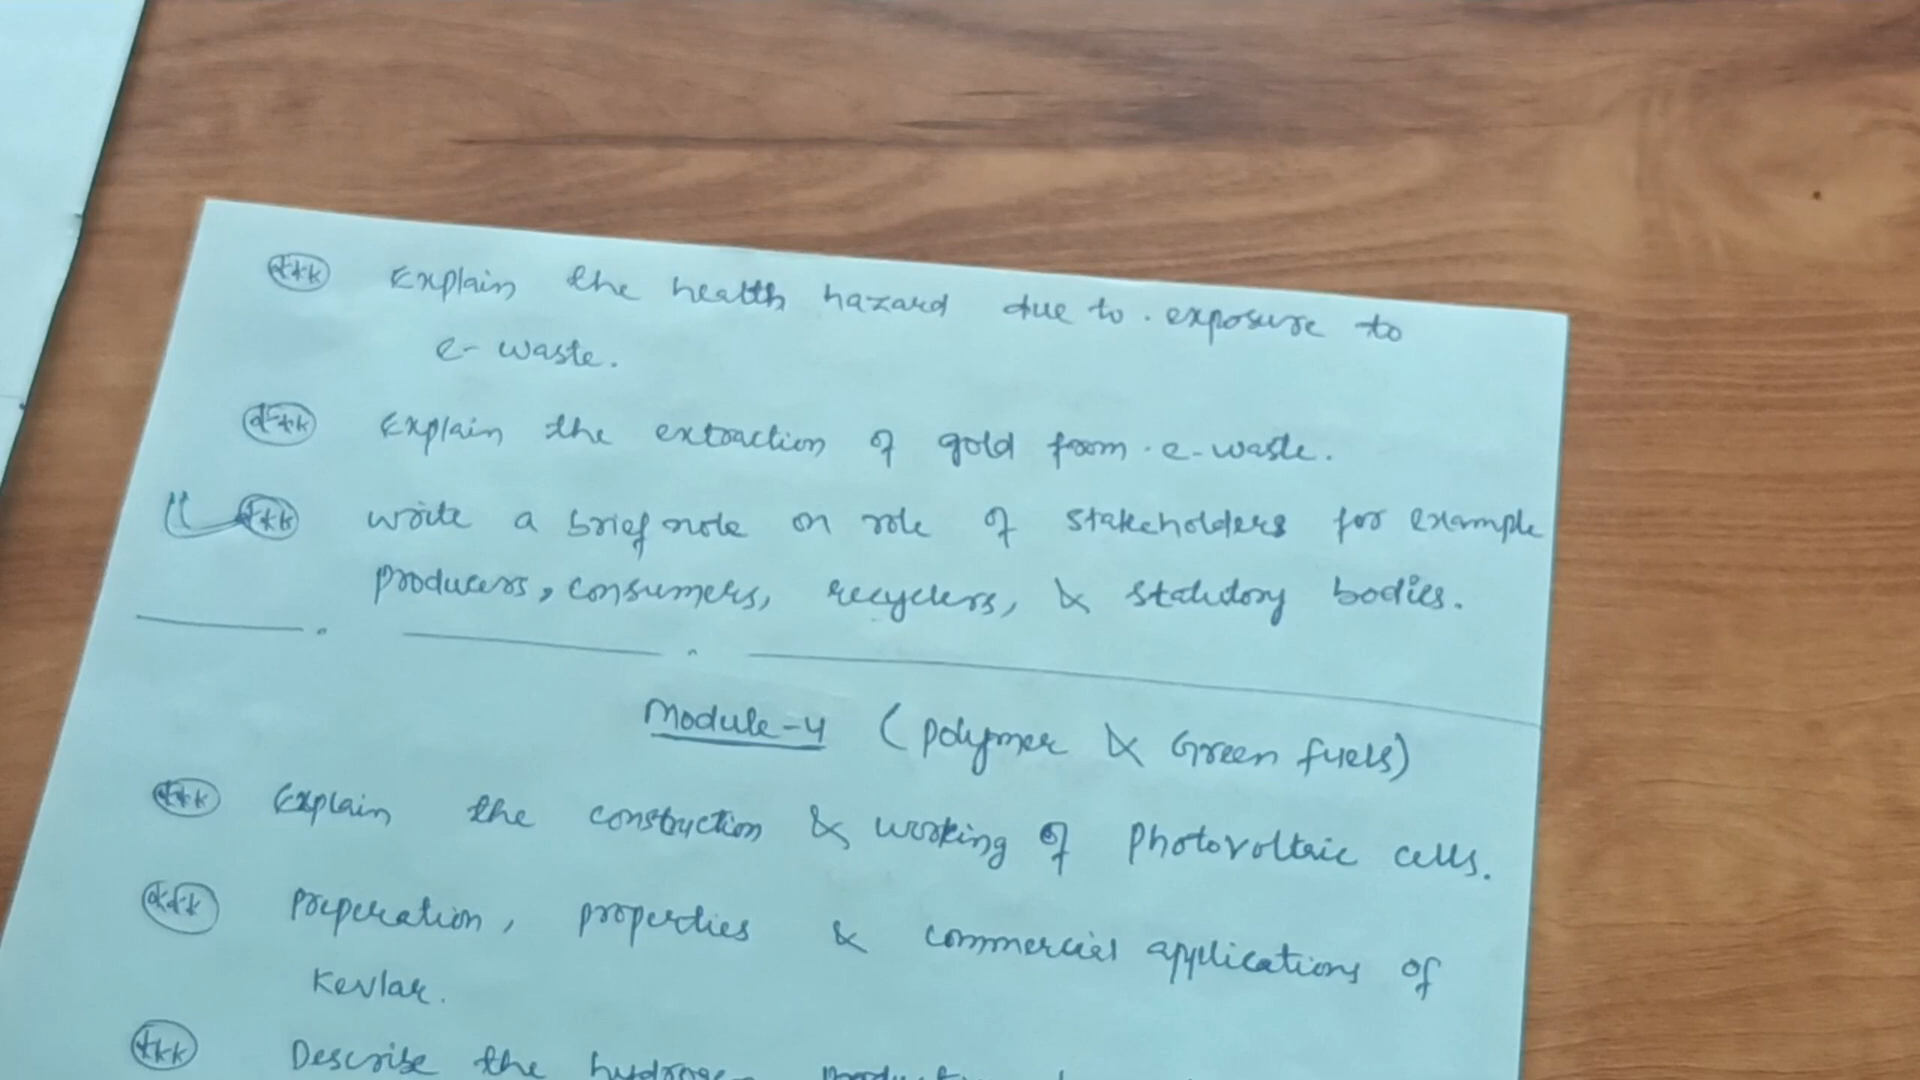 *** Explain the health hazard due to exposure to
e-waste.
*** Explain the extraction of gold from e-waste.
*** write a brief note on role of stakeholders for example
producers, consumers, recyclers, & statutory bodies.
Module-4 (polymer & Green fuels)
*** Explain the construction & working of photovoltaic cells.
*** preperation, properties & commercial applications of
Kevlar.
*** Describe the